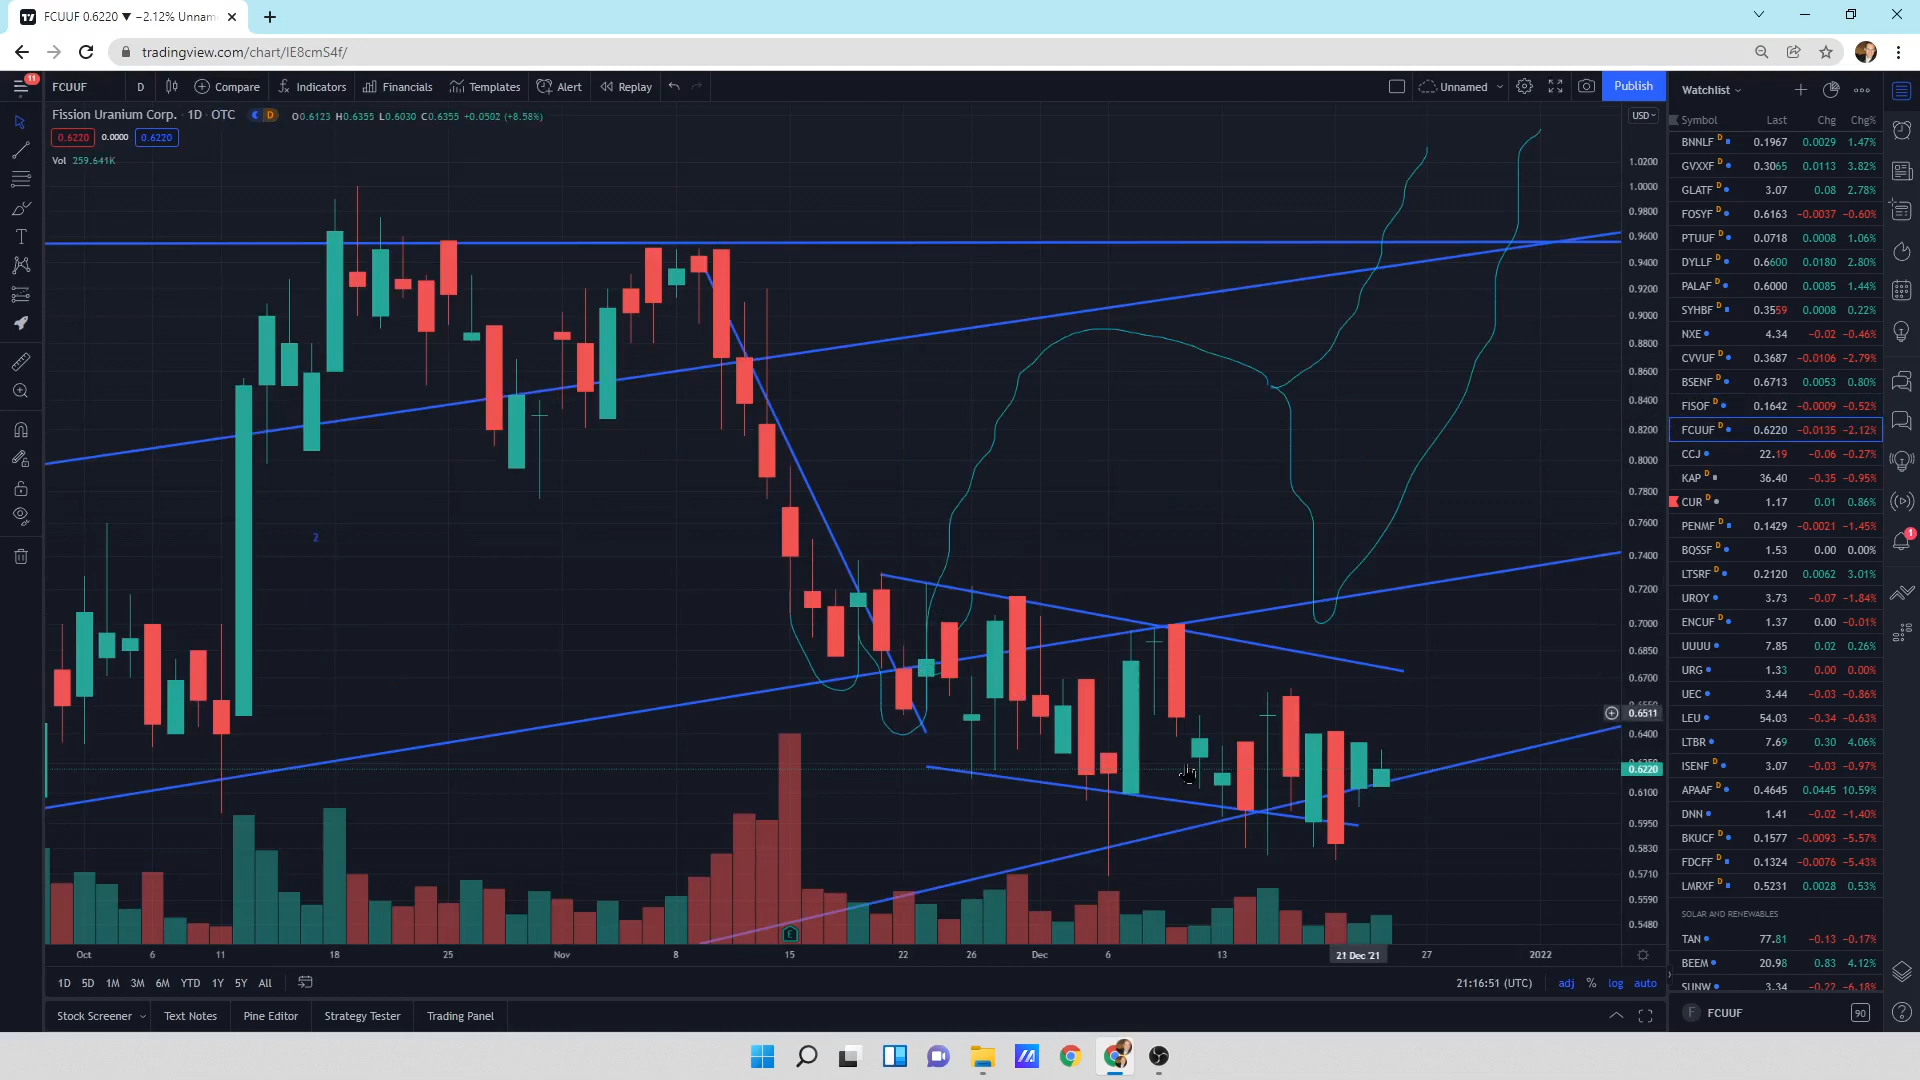 FCUUF 0.6220 ▼ −2.12% Unnam
tradingview.com/chart/IE8cmS4f/
11
FCUUF D Compare Indicators Financials Templates Alert Replay Unnamed Publish
Fission Uranium Corp. · 1D · OTC D O0.6123 H0.6355 L0.6030 C0.6355 +0.0502 (+8.58%)
0.6220 0.0000 0.6220
Vol 259.641K
2
E
USD
1.0200
1.0000
0.9800
0.9600
0.9400
0.9200
0.9000
0.8800
0.8600
0.8400
0.8200
0.8000
0.7800
0.7600
0.7400
0.7200
0.7000
0.6850
0.6700
0.6511
0.6400
0.6220
0.6100
0.5950
0.5830
0.5710
0.5590
0.5480
Oct 6 11 18 25 Nov 8 15 22 26 Dec 6 13 21 Dec '21 27 2022
1D 5D 1M 3M 6M YTD 1Y 5Y All 21:16:51 (UTC) adj % log auto
Stock Screener Text Notes Pine Editor Strategy Tester Trading Panel
Watchlist
Symbol Last Chg Chg%
BNNLF D 0.1967 0.0029 1.47%
GVXXF D 0.3065 0.0113 3.82%
GLATF D 3.07 0.08 2.78%
FOSYF D 0.6163 −0.0037 −0.60%
PTUUF D 0.0718 0.0008 1.06%
DYLLF D 0.6600 0.0180 2.80%
PALAF D 0.6000 0.0085 1.44%
SYHBF D 0.3559 0.0008 0.22%
NXE 4.34 −0.02 −0.46%
CVVUF D 0.3687 −0.0106 −2.79%
BSENF D 0.6713 0.0053 0.80%
FISOF D 0.1642 −0.0009 −0.52%
FCUUF D 0.6220 −0.0135 −2.12%
CCJ 22.19 −0.06 −0.27%
KAP D 36.40 −0.35 −0.95%
CUR D 1.17 0.01 0.86%
PENMF D 0.1429 −0.0021 −1.45%
BQSSF D 1.53 0.00 0.00%
LTSRF D 0.2120 0.0062 3.01%
UROY 3.73 −0.07 −1.84%
ENCUF D 1.37 0.00 −0.01%
UUUU 7.85 0.02 0.26%
URG 1.33 0.00 0.00%
UEC 3.44 −0.03 −0.86%
LEU 54.03 −0.34 −0.63%
LTBR 7.69 0.30 4.06%
ISENF D 3.07 −0.03 −0.97%
APAAF D 0.4645 0.0445 10.59%
DNN 1.41 −0.02 −1.40%
BKUCF D 0.1577 −0.0093 −5.57%
FDCFF D 0.1324 −0.0076 −5.43%
LMRXF D 0.5231 0.0028 0.53%
SOLAR AND RENEWABLES
TAN 77.81 −0.13 −0.17%
BEEM 20.98 0.83 4.12%
SUNW 3.34 −0.22 −6.18%
F FCUUF 90
1